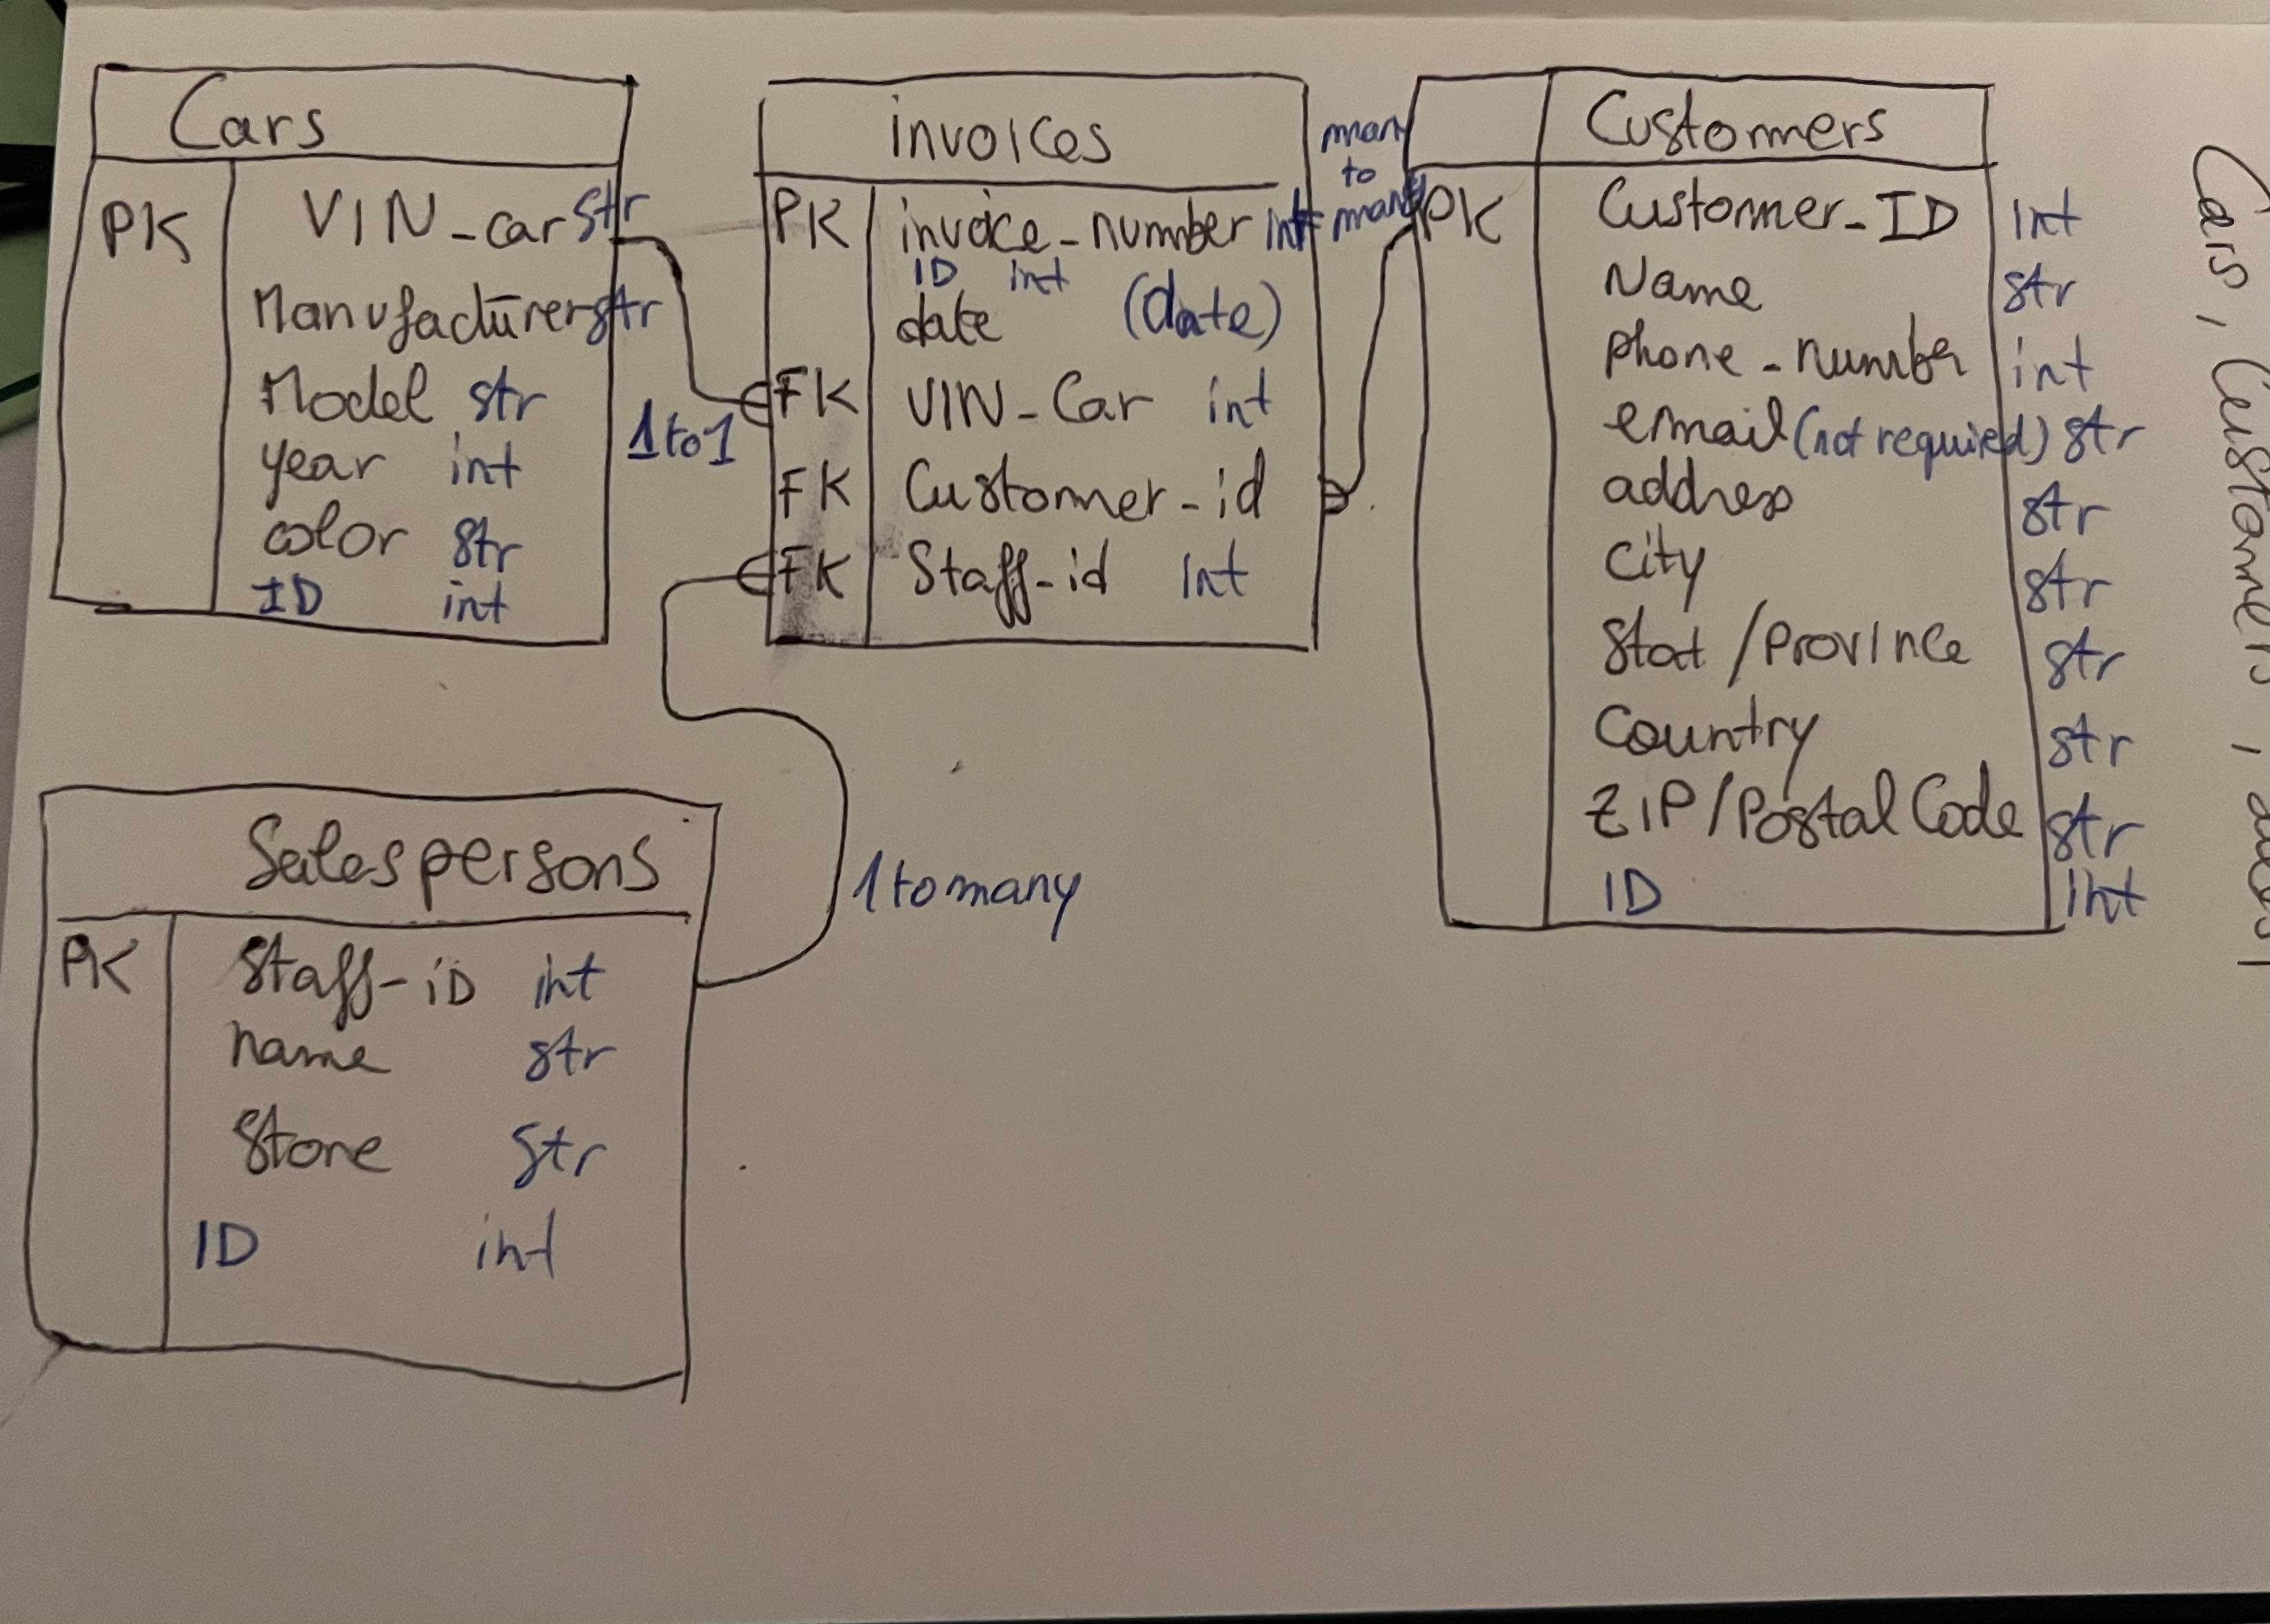 Cars
PK VIN_car str
Manufacturer str
Model str
year int
color str
ID int
1 to 1
invoices
PK invoice_number int
ID int
date (date)
FK VIN_Car int
FK Customer_id
FK Staff_id int
many
to
many
Customers
PK Customer_ID int
Name str
phone_number int
email (not required) str
address str
City str
Stat / Province str
Country str
ZIP / Postal Code str
ID int
Salespersons
PK Staff_iD int
name str
Store str
ID int
1 to many
Cars, Customers,